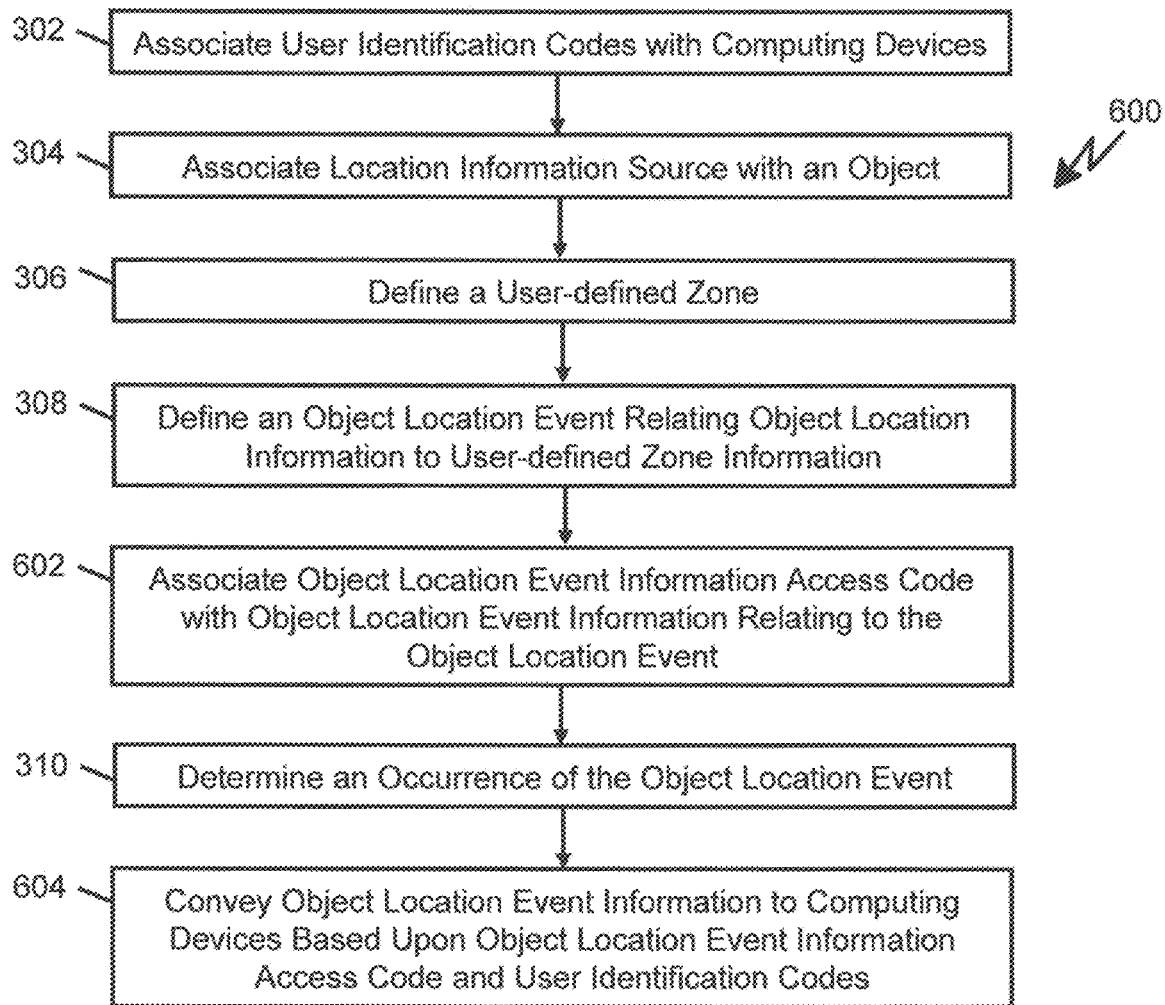 302
Associate User Identification Codes with Computing Devices
600
304
Associate Location Information Source with an Object
306
Define a User-defined Zone
308
Define an Object Location Event Relating Object Location
Information to User-defined Zone Information
602
Associate Object Location Event Information Access Code
with Object Location Event Information Relating to the
Object Location Event
310
Determine an Occurrence of the Object Location Event
604
Convey Object Location Event Information to Computing
Devices Based Upon Object Location Event Information
Access Code and User Identification Codes